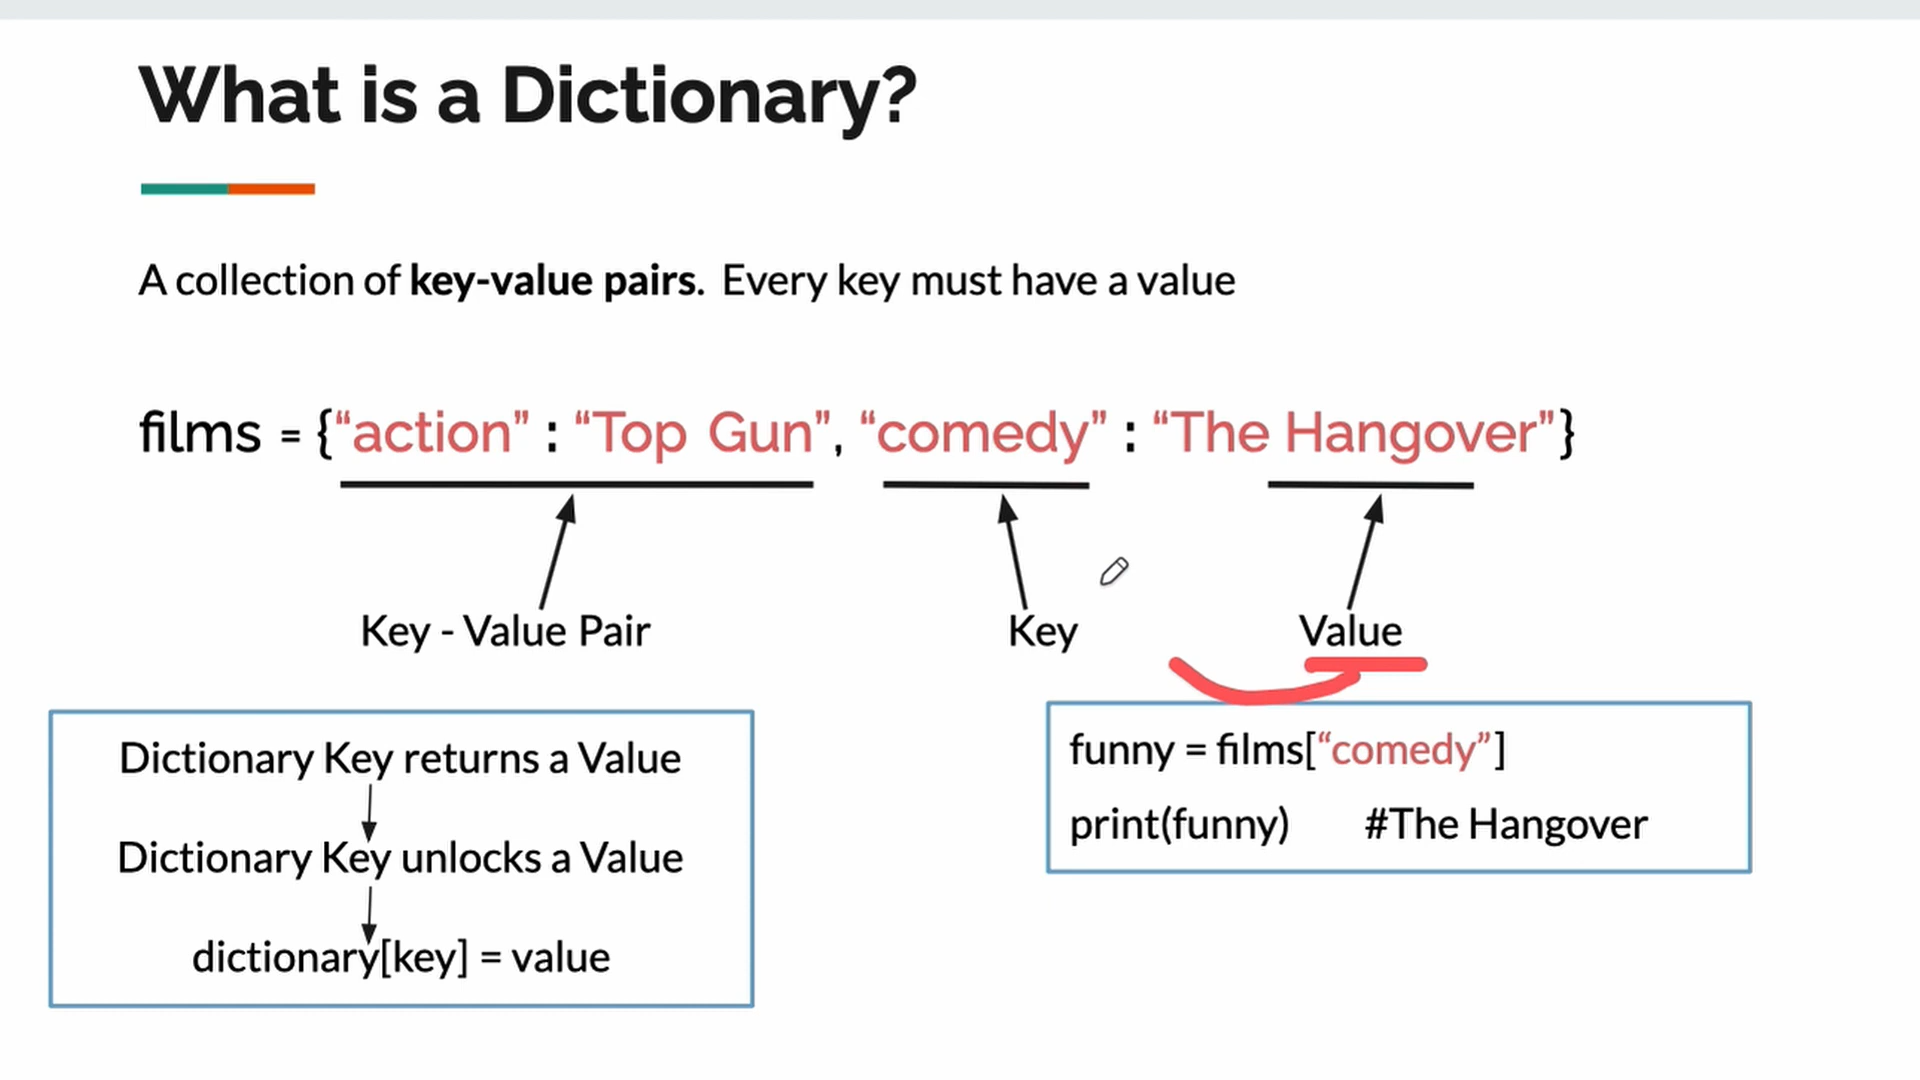 What is a Dictionary?
A collection of key-value pairs. Every key must have a value
films = {“action” : “Top Gun”, “comedy” : “The Hangover”}
Key - Value Pair
Key
Value
Dictionary Key returns a Value
Dictionary Key unlocks a Value
dictionary[key] = value
funny = films[“comedy”]
print(funny) #The Hangover